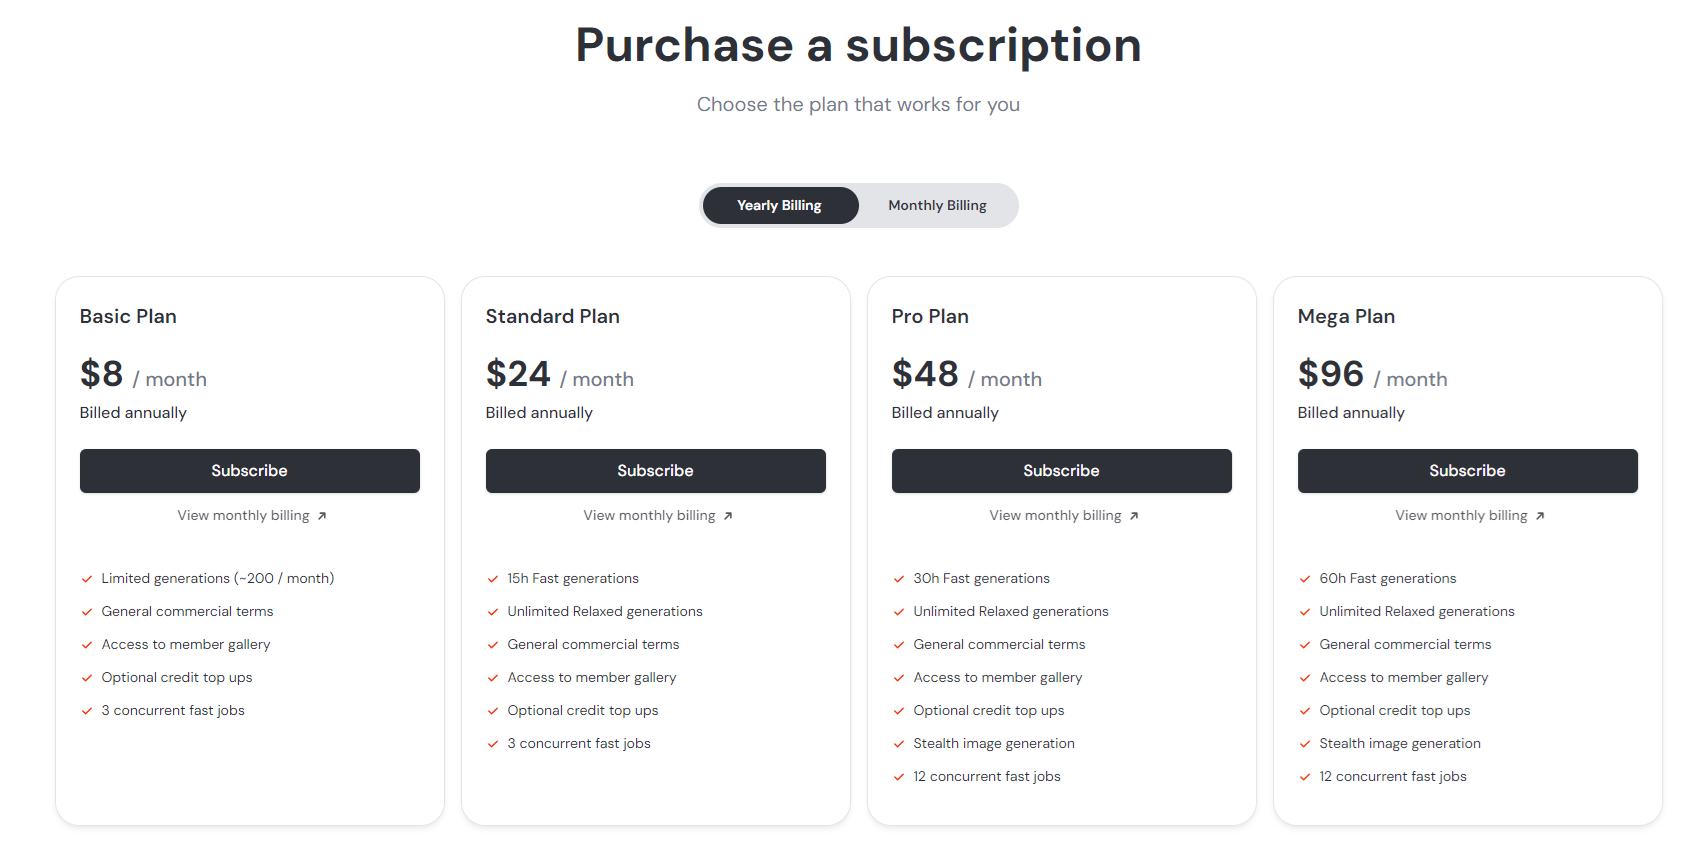 Purchase a subscription
Choose the plan that works for you
Yearly Billing
Monthly Billing
Basic Plan
$8 / month
Billed annually
Subscribe
View monthly billing
Limited generations (~200 / month)
General commercial terms
Access to member gallery
Optional credit top ups
3 concurrent fast jobs
Standard Plan
$24 / month
Billed annually
Subscribe
View monthly billing
15h Fast generations
Unlimited Relaxed generations
General commercial terms
Access to member gallery
Optional credit top ups
3 concurrent fast jobs
Pro Plan
$48 / month
Billed annually
Subscribe
View monthly billing
30h Fast generations
Unlimited Relaxed generations
General commercial terms
Access to member gallery
Optional credit top ups
Stealth image generation
12 concurrent fast jobs
Mega Plan
$96 / month
Billed annually
Subscribe
View monthly billing
60h Fast generations
Unlimited Relaxed generations
General commercial terms
Access to member gallery
Optional credit top ups
Stealth image generation
12 concurrent fast jobs